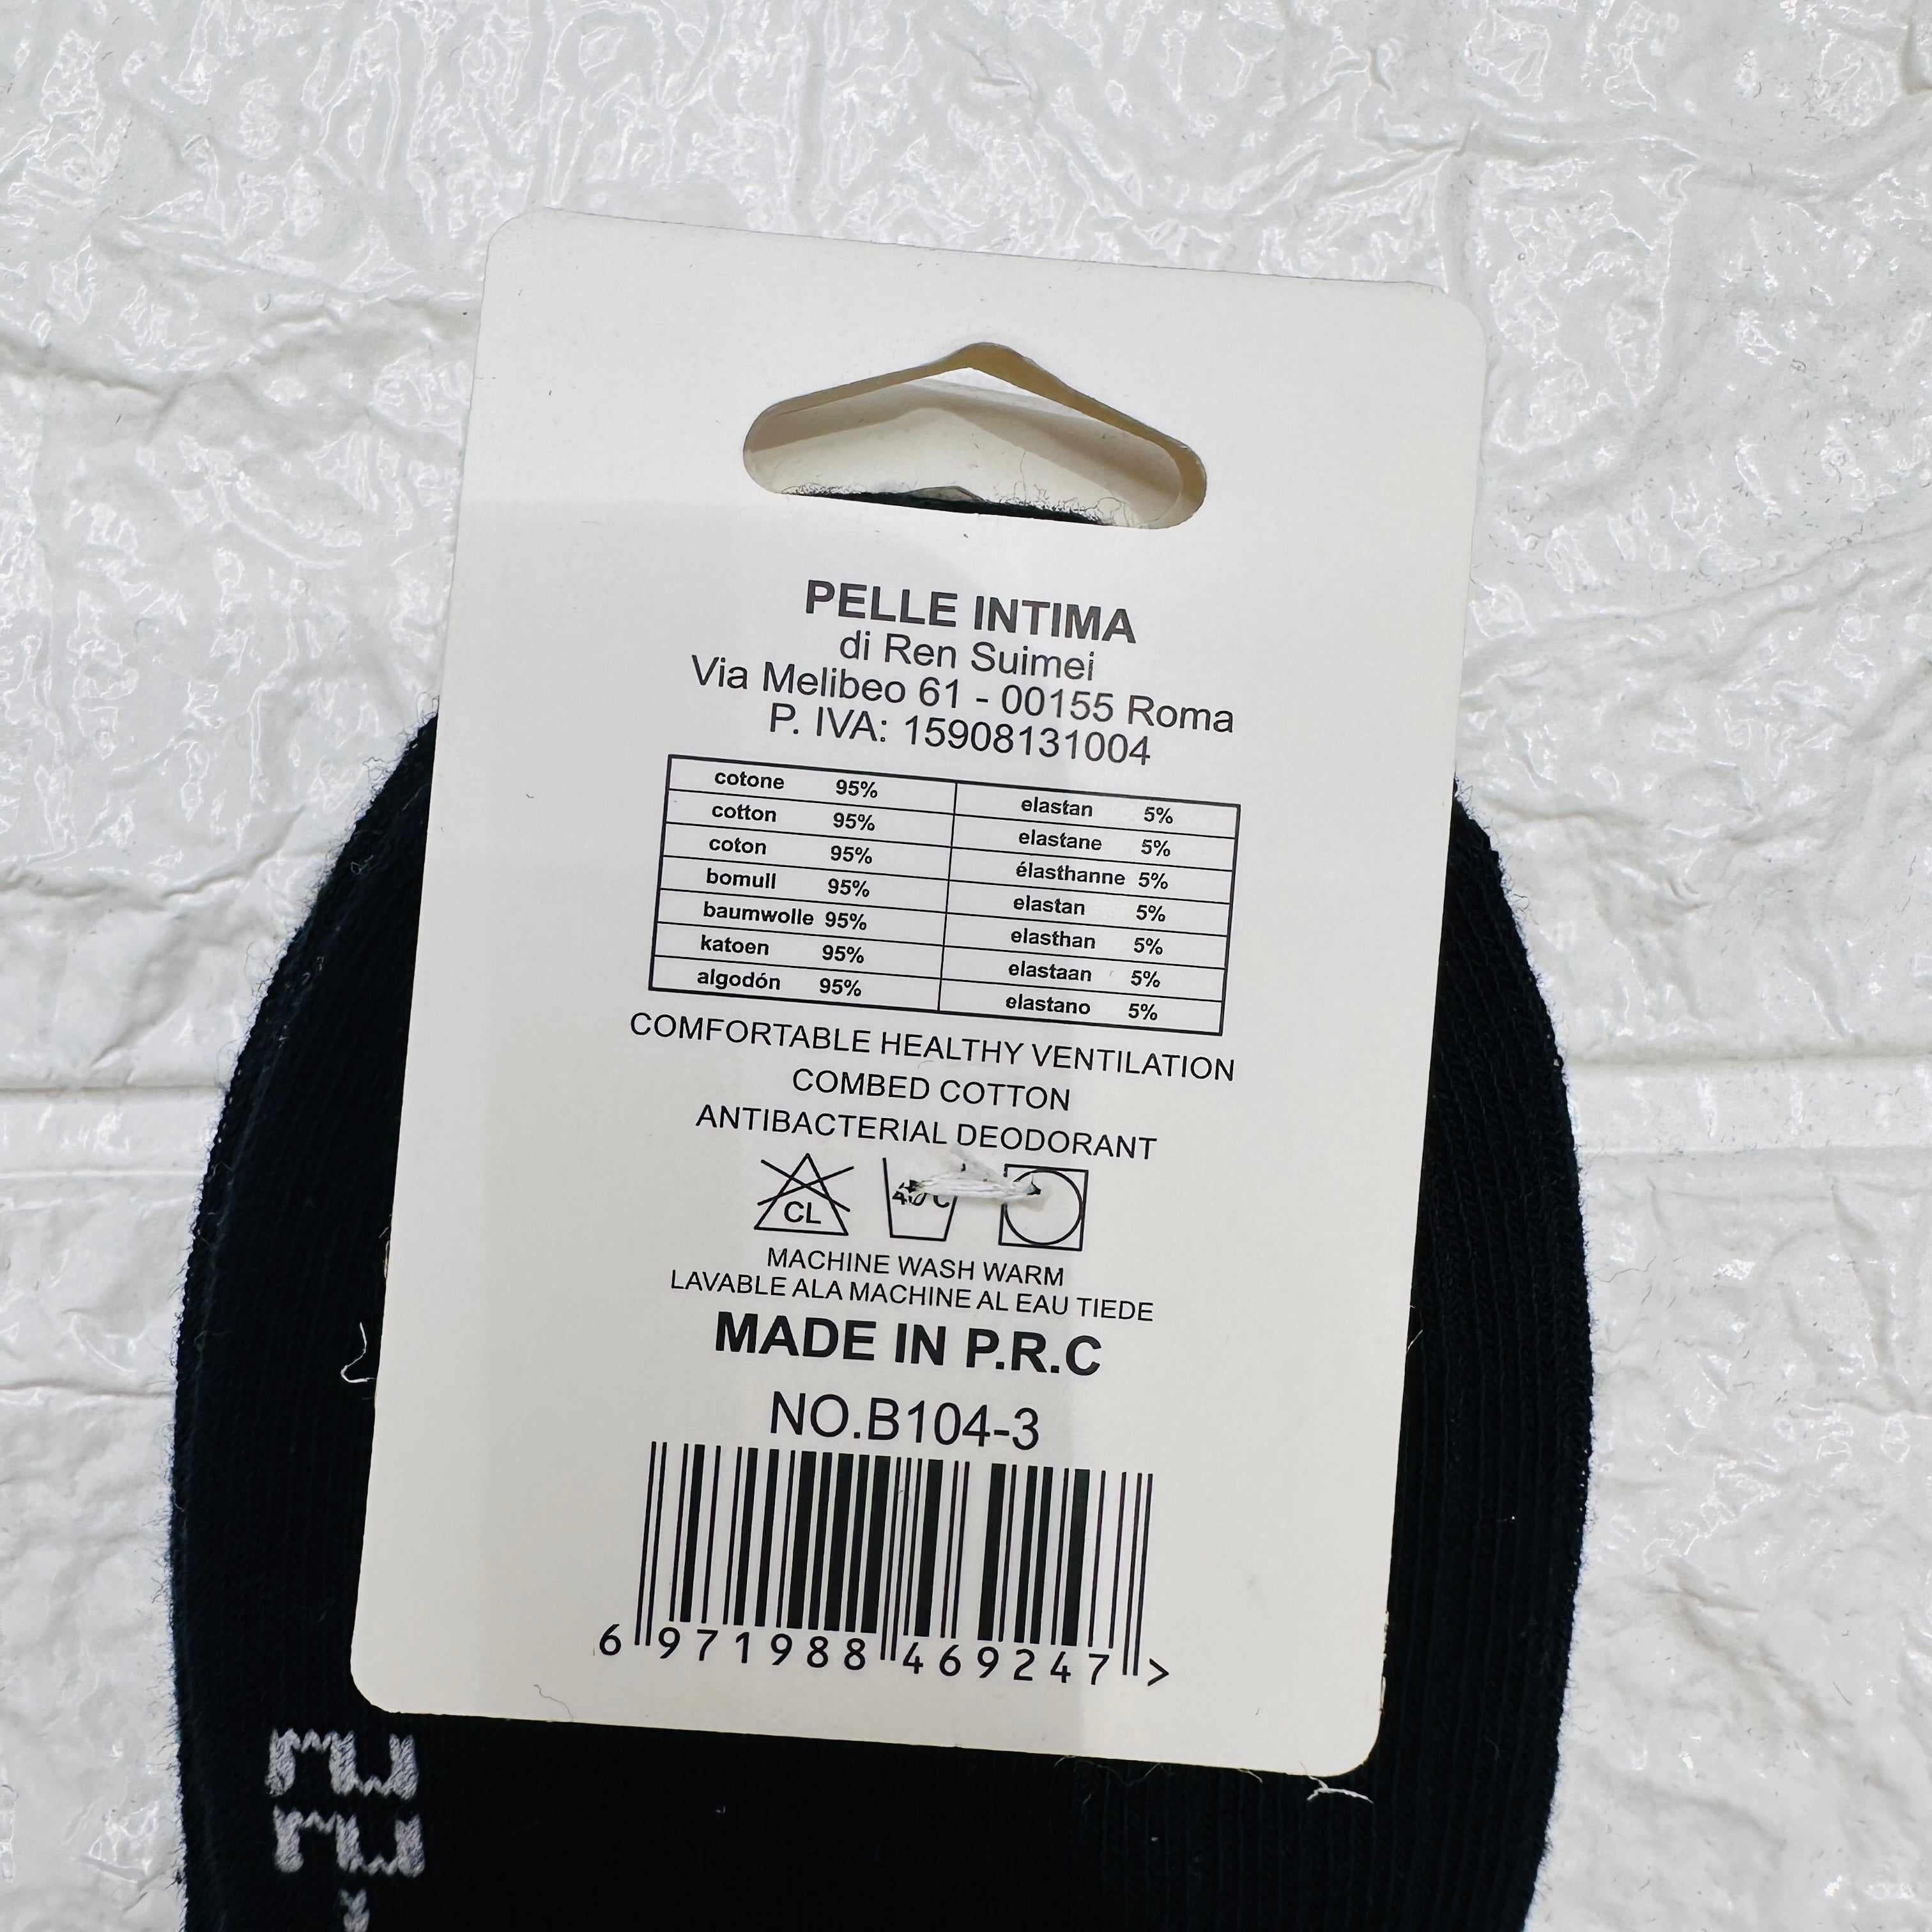 PELLE INTIMA
di Ren Suimei
Via Melibeo 61 - 00155 Roma
P. IVA: 15908131004
cotone 95% elastan 5%
cotton 95% elastane 5%
coton 95% élasthanne 5%
bomull 95% elastan 5%
baumwolle 95% elasthan 5%
katoen 95% elastaan 5%
algodón 95% elastano 5%
COMFORTABLE HEALTHY VENTILATION
COMBED COTTON
ANTIBACTERIAL DEODORANT
CL
MACHINE WASH WARM
LAVABLE ALA MACHINE AL EAU TIEDE
MADE IN P.R.C
NO.B104-3
6 971988 469247 >